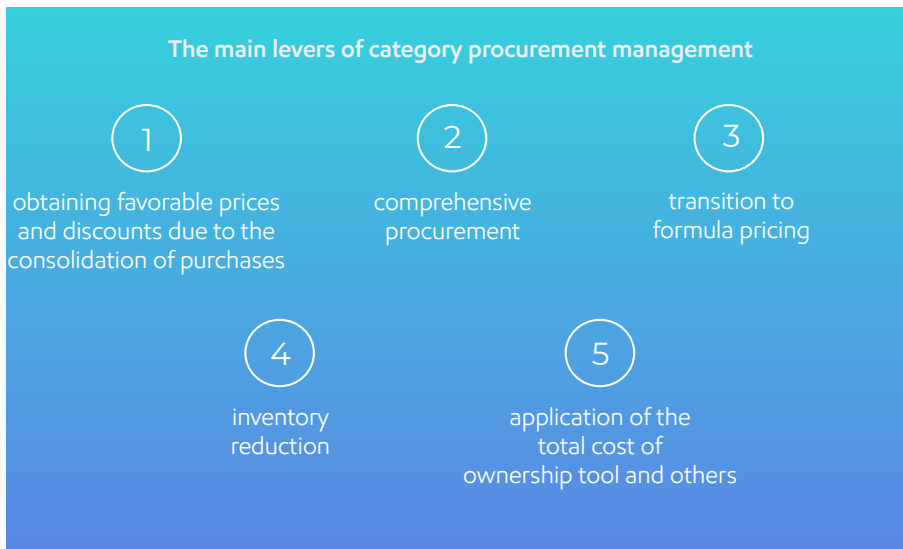 The main levers of category procurement management
1
obtaining favorable prices
and discounts due to the
consolidation of purchases
2
comprehensive
procurement
3
transition to
formula pricing
4
inventory
reduction
5
application of the
total cost of
ownership tool and others